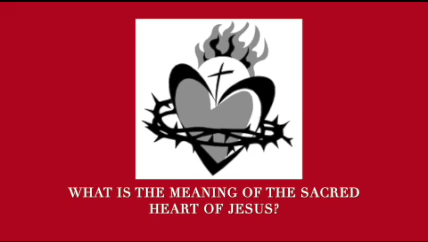 WHAT IS THE MEANING OF THE SACRED
HEART OF JESUS?